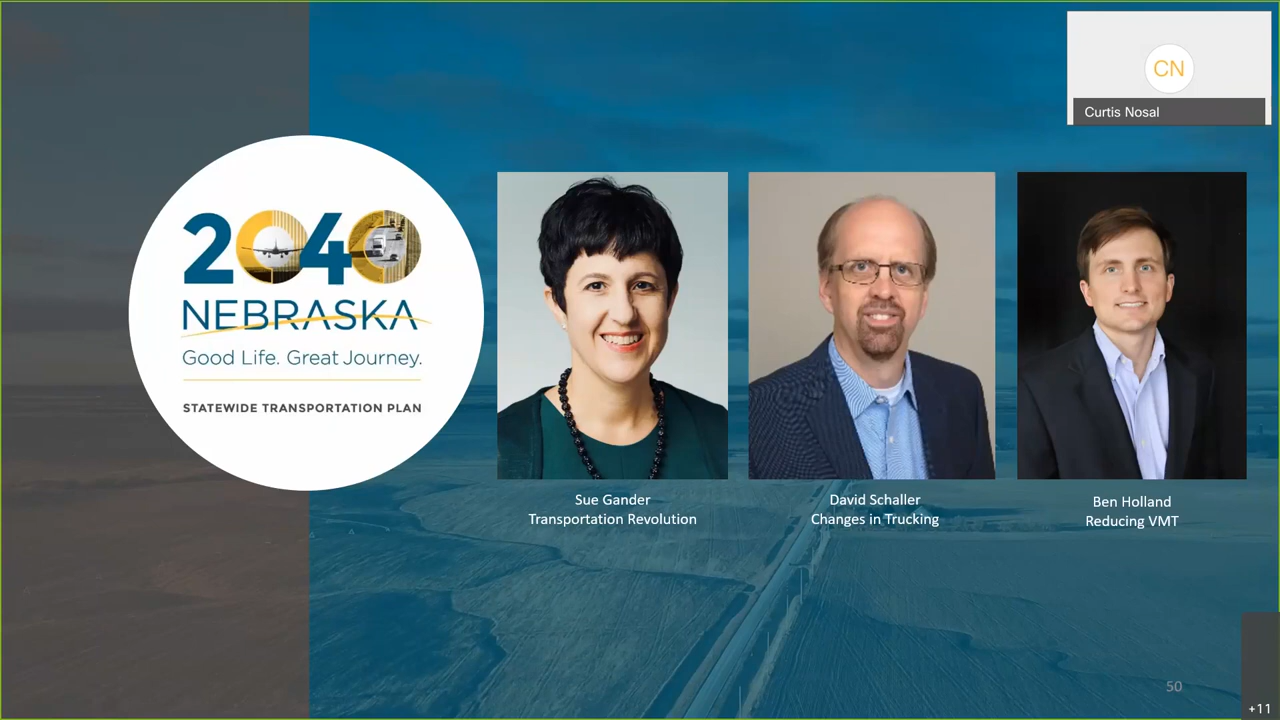 CN
Curtis Nosal
2040
NEBRASKA
Good Life. Great Journey.
STATEWIDE TRANSPORTATION PLAN
Sue Gander
Transportation Revolution
David Schaller
Changes in Trucking
Ben Holland
Reducing VMT
50
+11